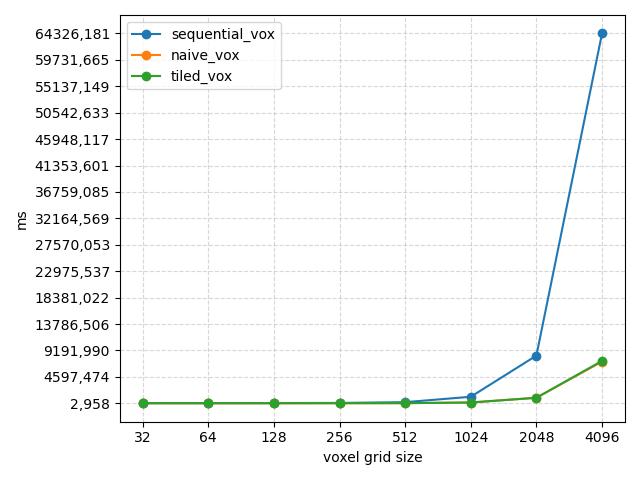 64326,181
59731,665
55137,149
50542,633
45948,117
41353,601
36759,085
32164,569
27570,053
22975,537
18381,022
13786,506
9191,990
4597,474
2,958
ms
sequential_vox
naive_vox
tiled_vox
32 64 128 256 512 1024 2048 4096
voxel grid size